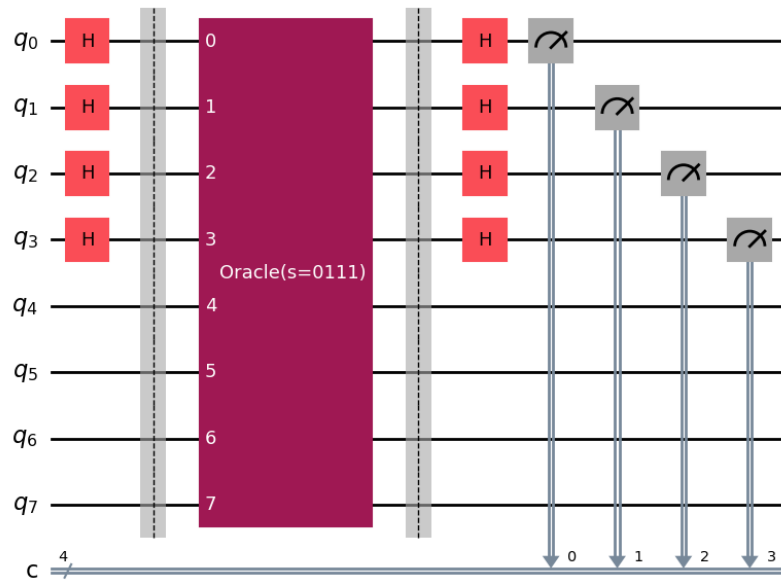 q0 H 0 H
q1 H 1 H
q2 H 2 H
q3 H 3 H
Oracle(s=0111)
q4 4
q5 5
q6 6
q7 7
4 0 1 2 3
c